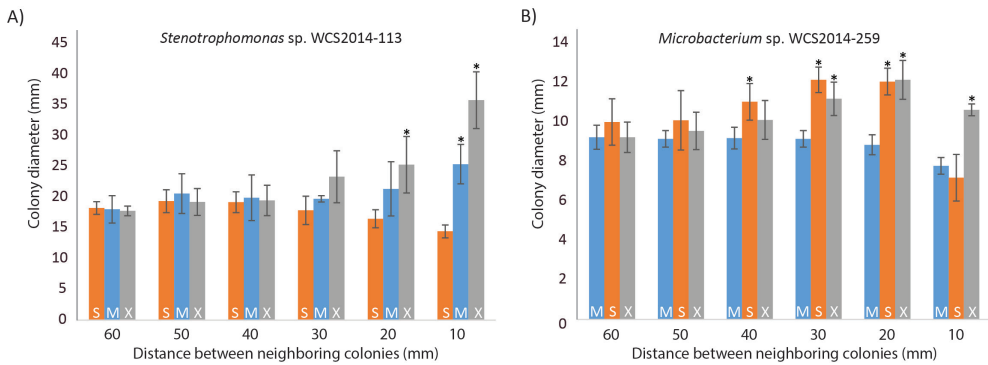 A)
Stenotrophomonas sp. WCS2014-113
Colony diameter (mm)
45
40
35
30
25
20
15
10
5
0
* * *
S M X S M X S M X S M X S M X S M X
60 50 40 30 20 10
Distance between neighboring colonies (mm)
B)
Microbacterium sp. WCS2014-259
Colony diameter (mm)
14
12
10
8
6
4
2
0
* * * * * *
M S X M S X M S X M S X M S X M S X
60 50 40 30 20 10
Distance between neighboring colonies (mm)